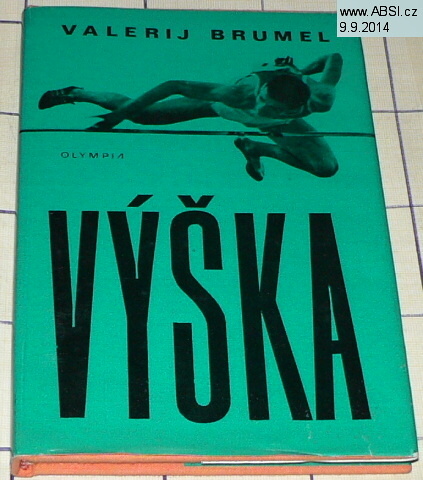 www.ABSI.cz
9.9.2014
VALERIJ BRUMEL
OLYMPIA
VÝŠKA